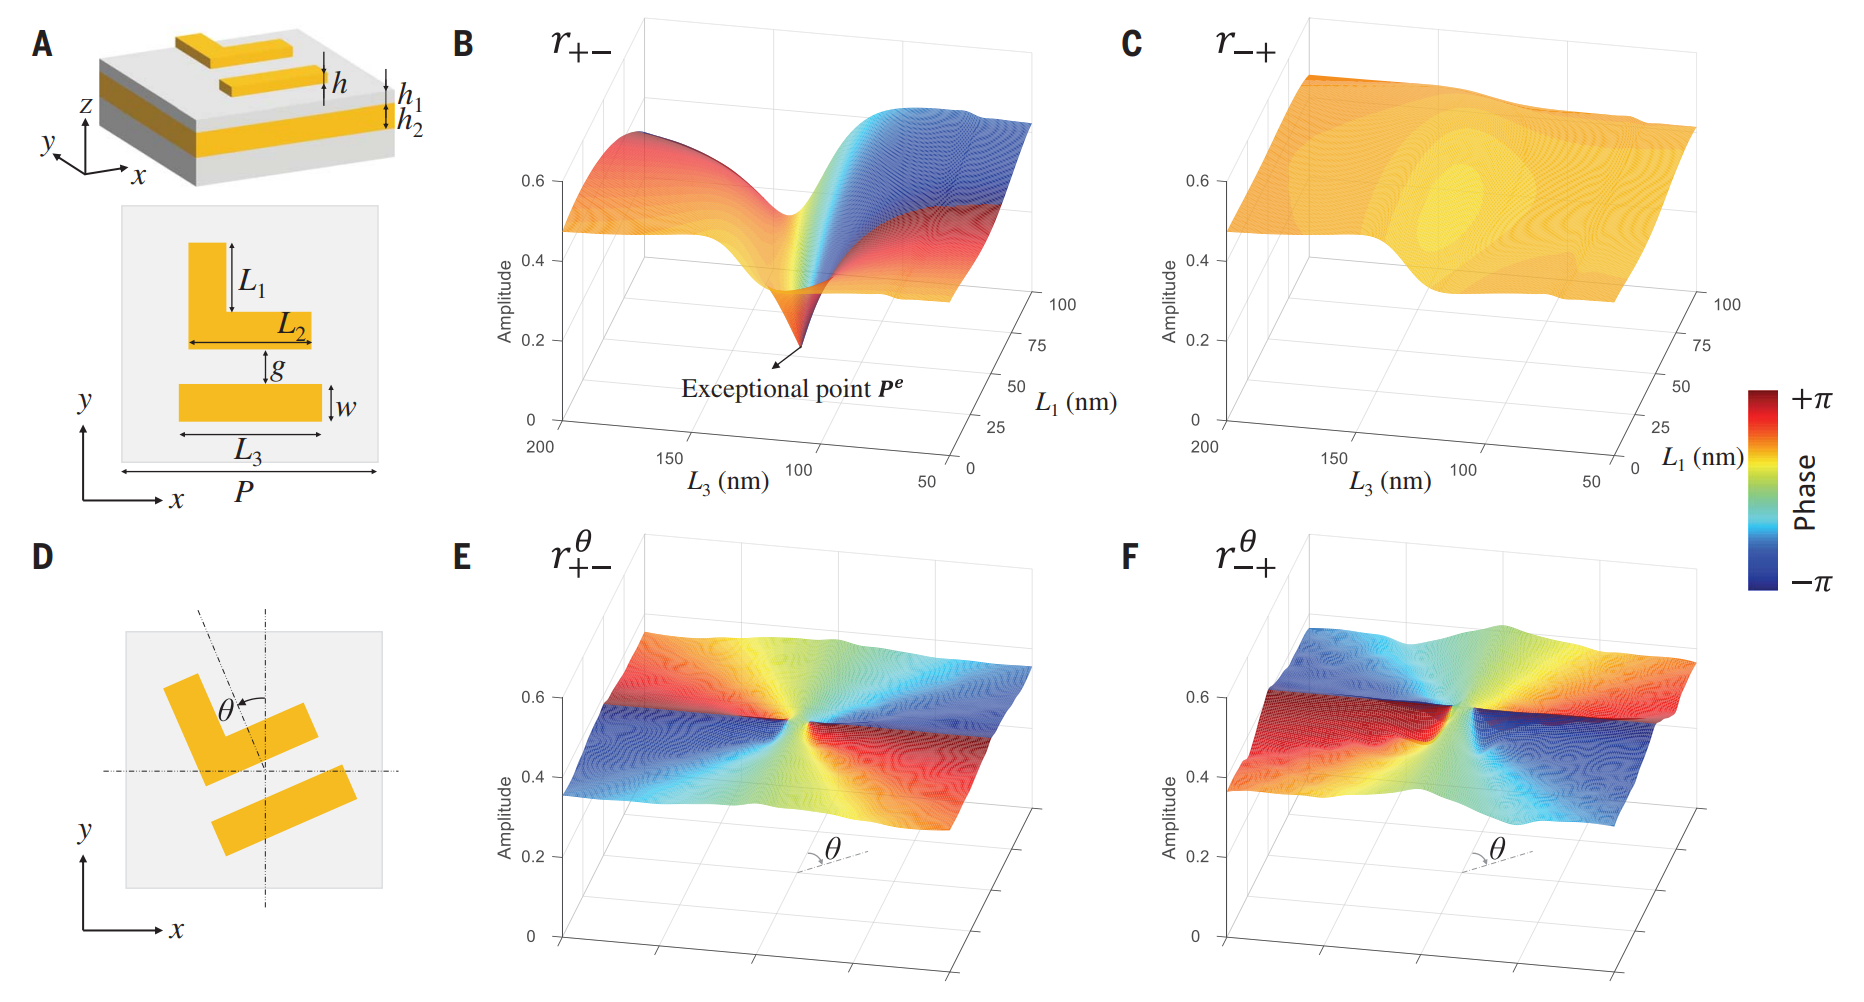 A
h
h₁
h₂
z
y
x
L₁
L₂
g
w
L₃
P
y
x
B
r₊₋
0.6
0.4
0.2
0
Amplitude
200
150
100
50
L₃ (nm)
0
25
50
75
100
L₁ (nm)
Exceptional point Pᵉ
C
r₋₊
0.6
0.4
0.2
0
Amplitude
200
150
100
50
L₃ (nm)
0
25
50
75
100
L₁ (nm)
+π
Phase
−π
D
θ
y
x
E
r₊₋^θ
0.6
0.4
0.2
0
Amplitude
θ
F
r₋₊^θ
0.6
0.4
0.2
0
Amplitude
θ